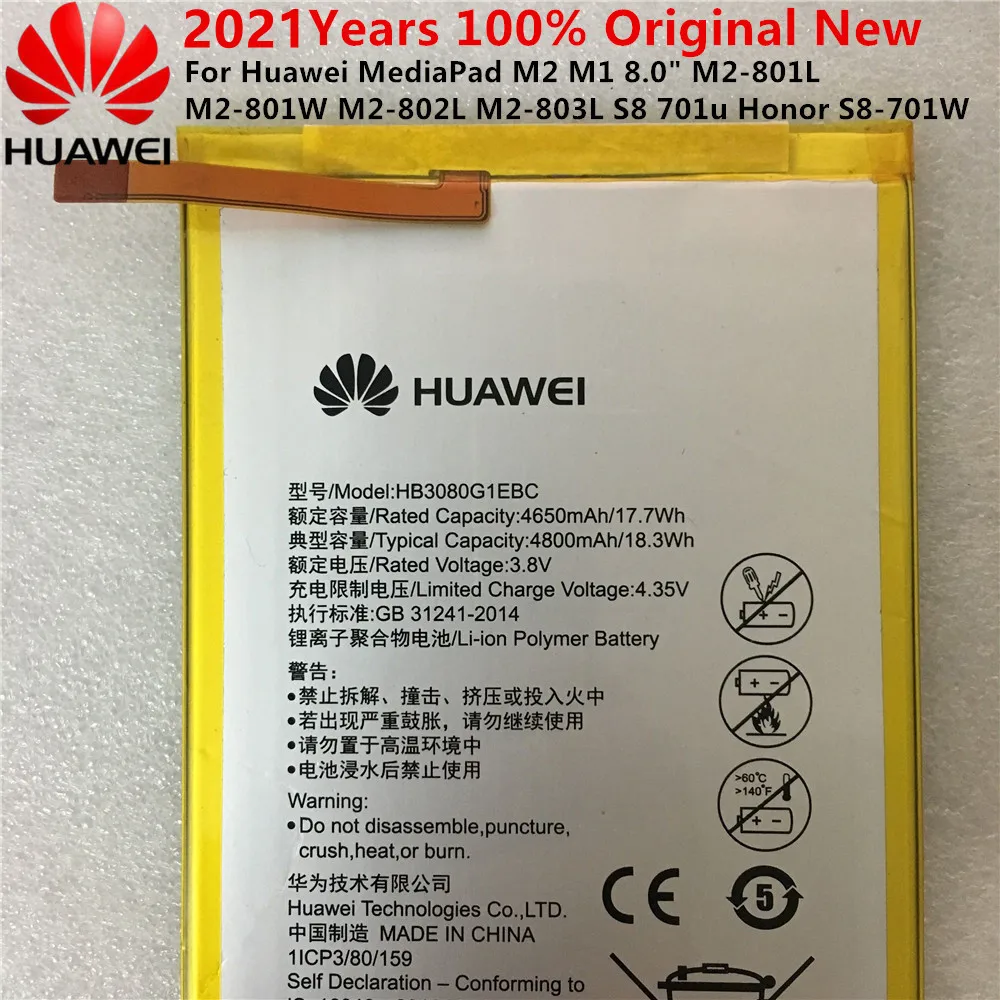 2021Years 100% Original New
For Huawei MediaPad M2 M1 8.0" M2-801L
M2-801W M2-802L M2-803L S8 701u Honor S8-701W
HUAWEI
HUAWEI
型号/Model:HB3080G1EBC
额定容量/Rated Capacity:4650mAh/17.7Wh
典型容量/Typical Capacity:4800mAh/18.3Wh
额定电压/Rated Voltage:3.8V
充电限制电压/Limited Charge Voltage:4.35V
执行标准:GB 31241-2014
锂离子聚合物电池/Li-ion Polymer Battery
警告:
•禁止拆解、撞击、挤压或投入火中
•若出现严重鼓胀，请勿继续使用
•请勿置于高温环境中
•电池浸水后禁止使用
>60°C
>140°F
Warning:
•Do not disassemble,puncture,
crush,heat,or burn.
华为技术有限公司
Huawei Technologies Co.,LTD.
中国制造 MADE IN CHINA
1ICP3/80/159
Self Declaration – Conforming to
CE
5